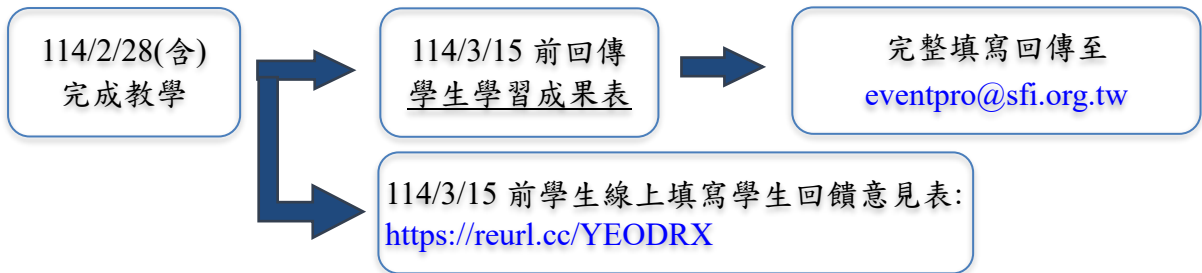 114/2/28(含)
完成教學
114/3/15 前回傳
學生學習成果表
完整填寫回傳至
eventpro@sfi.org.tw
114/3/15 前學生線上填寫學生回饋意見表:
https://reurl.cc/YEODRX